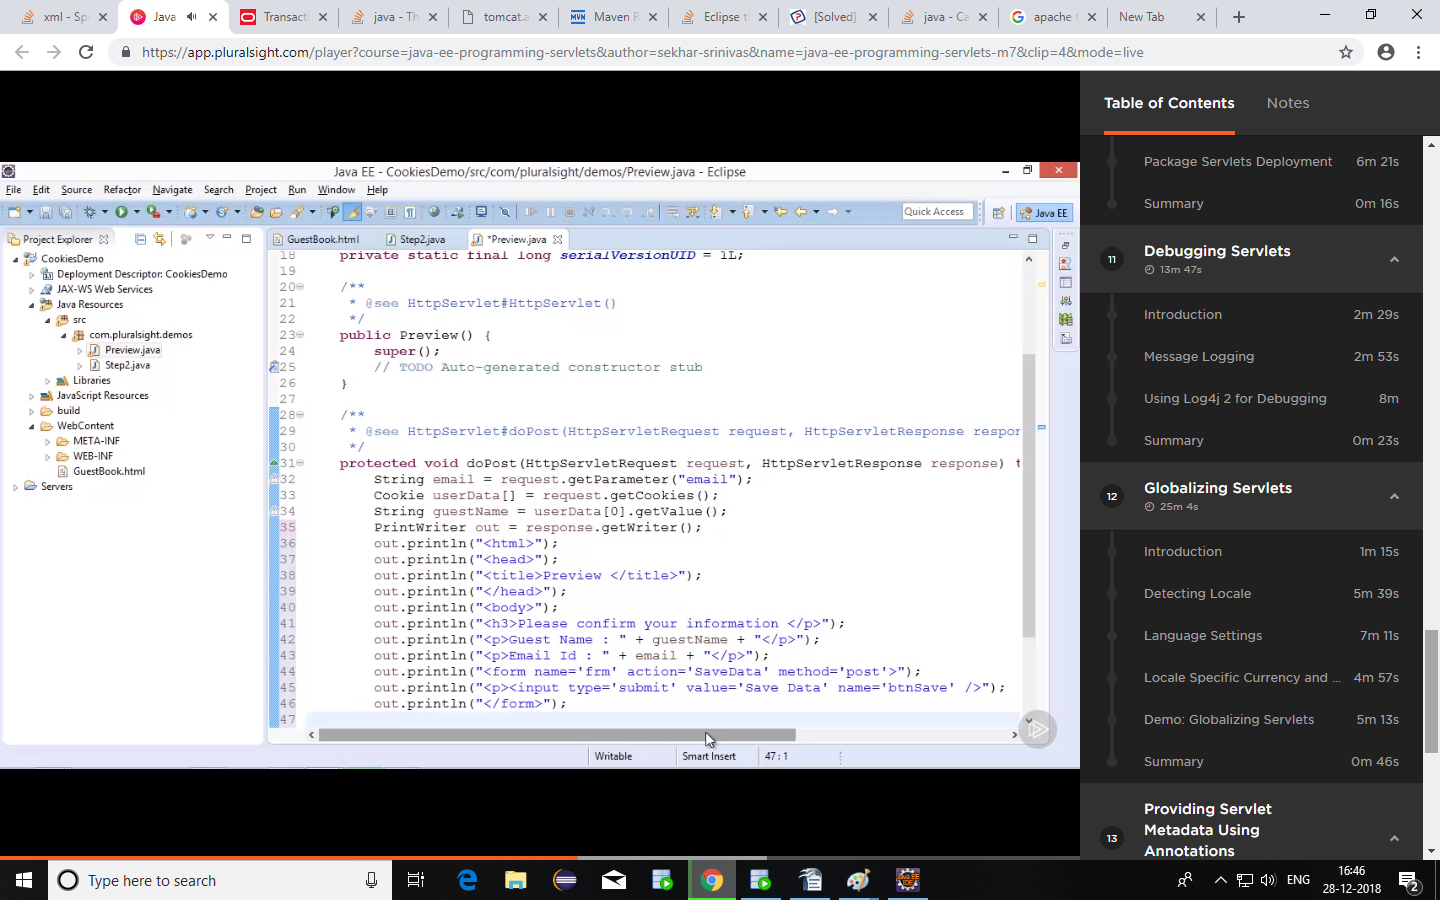 xml - Spr
Java
Transacti
java - Th
tomcat.a
Maven R
Eclipse ti
[Solved]
java - Ca
apache t
New Tab
https://app.pluralsight.com/player?course=java-ee-programming-servlets&author=sekhar-srinivas&name=java-ee-programming-servlets-m7&clip=4&mode=live
Table of Contents
Notes
Package Servlets Deployment 6m 21s
Summary 0m 16s
11 Debugging Servlets
13m 47s
Introduction 2m 29s
Message Logging 2m 53s
Using Log4j 2 for Debugging 8m
Summary 0m 23s
12 Globalizing Servlets
25m 4s
Introduction 1m 15s
Detecting Locale 5m 39s
Language Settings 7m 11s
Locale Specific Currency and ... 4m 57s
Demo: Globalizing Servlets 5m 13s
Summary 0m 46s
13 Providing Servlet
Metadata Using
Annotations
Java EE - CookiesDemo/src/com/pluralsight/demos/Preview.java - Eclipse
File Edit Source Refactor Navigate Search Project Run Window Help
Quick Access
Java EE
Project Explorer
CookiesDemo
Deployment Descriptor: CookiesDemo
JAX-WS Web Services
Java Resources
src
com.pluralsight.demos
Preview.java
Step2.java
Libraries
JavaScript Resources
build
WebContent
META-INF
WEB-INF
GuestBook.html
Servers
GuestBook.html
Step2.java
*Preview.java
18 private static final long serialVersionUID = 1L;
19
20 /**
21 * @see HttpServlet#HttpServlet()
22 */
23 public Preview() {
24 super();
25 // TODO Auto-generated constructor stub
26 }
27
28 /**
29 * @see HttpServlet#doPost(HttpServletRequest request, HttpServletResponse respon
30 */
31 protected void doPost(HttpServletRequest request, HttpServletResponse response) t
32 String email = request.getParameter("email");
33 Cookie userData[] = request.getCookies();
34 String guestName = userData[0].getValue();
35 PrintWriter out = response.getWriter();
36 out.println("<html>");
37 out.println("<head>");
38 out.println("<title>Preview </title>");
39 out.println("</head>");
40 out.println("<body>");
41 out.println("<h3>Please confirm your information </p>");
42 out.println("<p>Guest Name : " + guestName + "</p>");
43 out.println("<p>Email Id : " + email + "</p>");
44 out.println("<form name='frm' action='SaveData' method='post'>");
45 out.println("<p><input type='submit' value='Save Data' name='btnSave' />");
46 out.println("</form>");
47
Writable
Smart Insert
47 : 1
Type here to search
ENG
16:46
28-12-2018
2